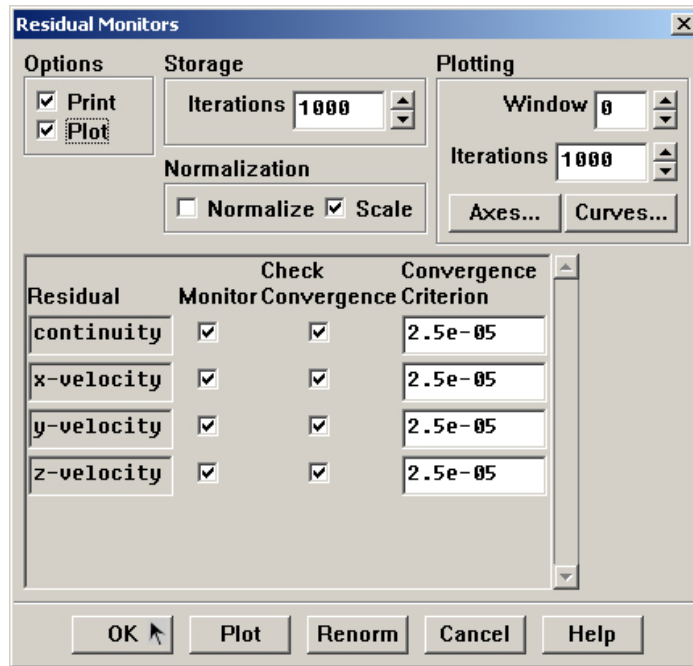 Residual Monitors
Options
Print
Plot
Storage
Iterations 1000
Normalization
Normalize Scale
Plotting
Window 0
Iterations 1000
Axes... Curves...
Residual Monitor Check Convergence Convergence Criterion
continuity 2.5e-05
x-velocity 2.5e-05
y-velocity 2.5e-05
z-velocity 2.5e-05
OK Plot Renorm Cancel Help